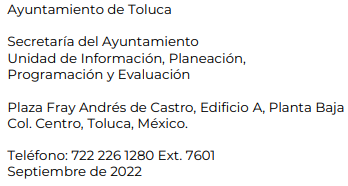 Ayuntamiento de Toluca
Secretaría del Ayuntamiento
Unidad de Información, Planeación,
Programación y Evaluación
Plaza Fray Andrés de Castro, Edificio A, Planta Baja
Col. Centro, Toluca, México.
Teléfono: 722 226 1280 Ext. 7601
Septiembre de 2022